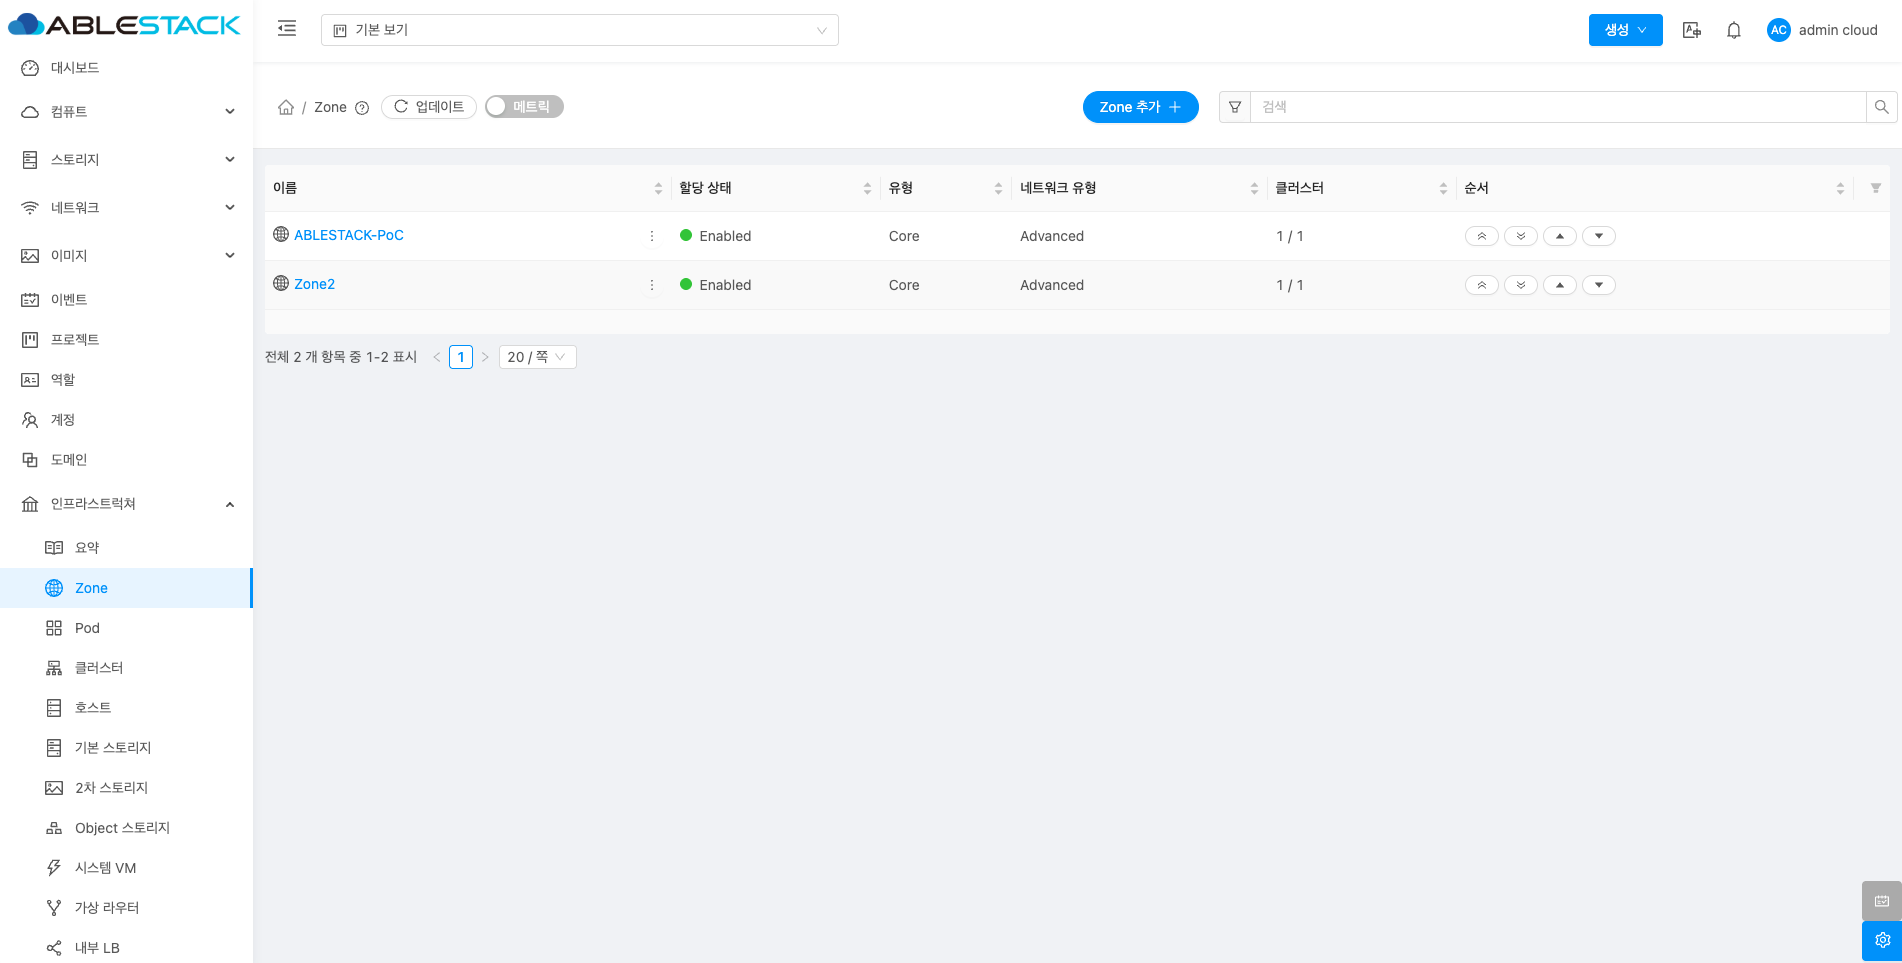 ABLESTACK
기본 보기
생성
AC
admin cloud
대시보드
컴퓨트
스토리지
네트워크
이미지
이벤트
프로젝트
역할
계정
도메인
인프라스트럭쳐
요약
Zone
Pod
클러스터
호스트
기본 스토리지
2차 스토리지
Object 스토리지
시스템 VM
가상 라우터
내부 LB
/ Zone 업데이트 메트릭
Zone 추가
검색
이름 할당 상태 유형 네트워크 유형 클러스터 순서
ABLESTACK-PoC Enabled Core Advanced 1 / 1
Zone2 Enabled Core Advanced 1 / 1
전체 2 개 항목 중 1-2 표시 < 1 > 20 / 쪽